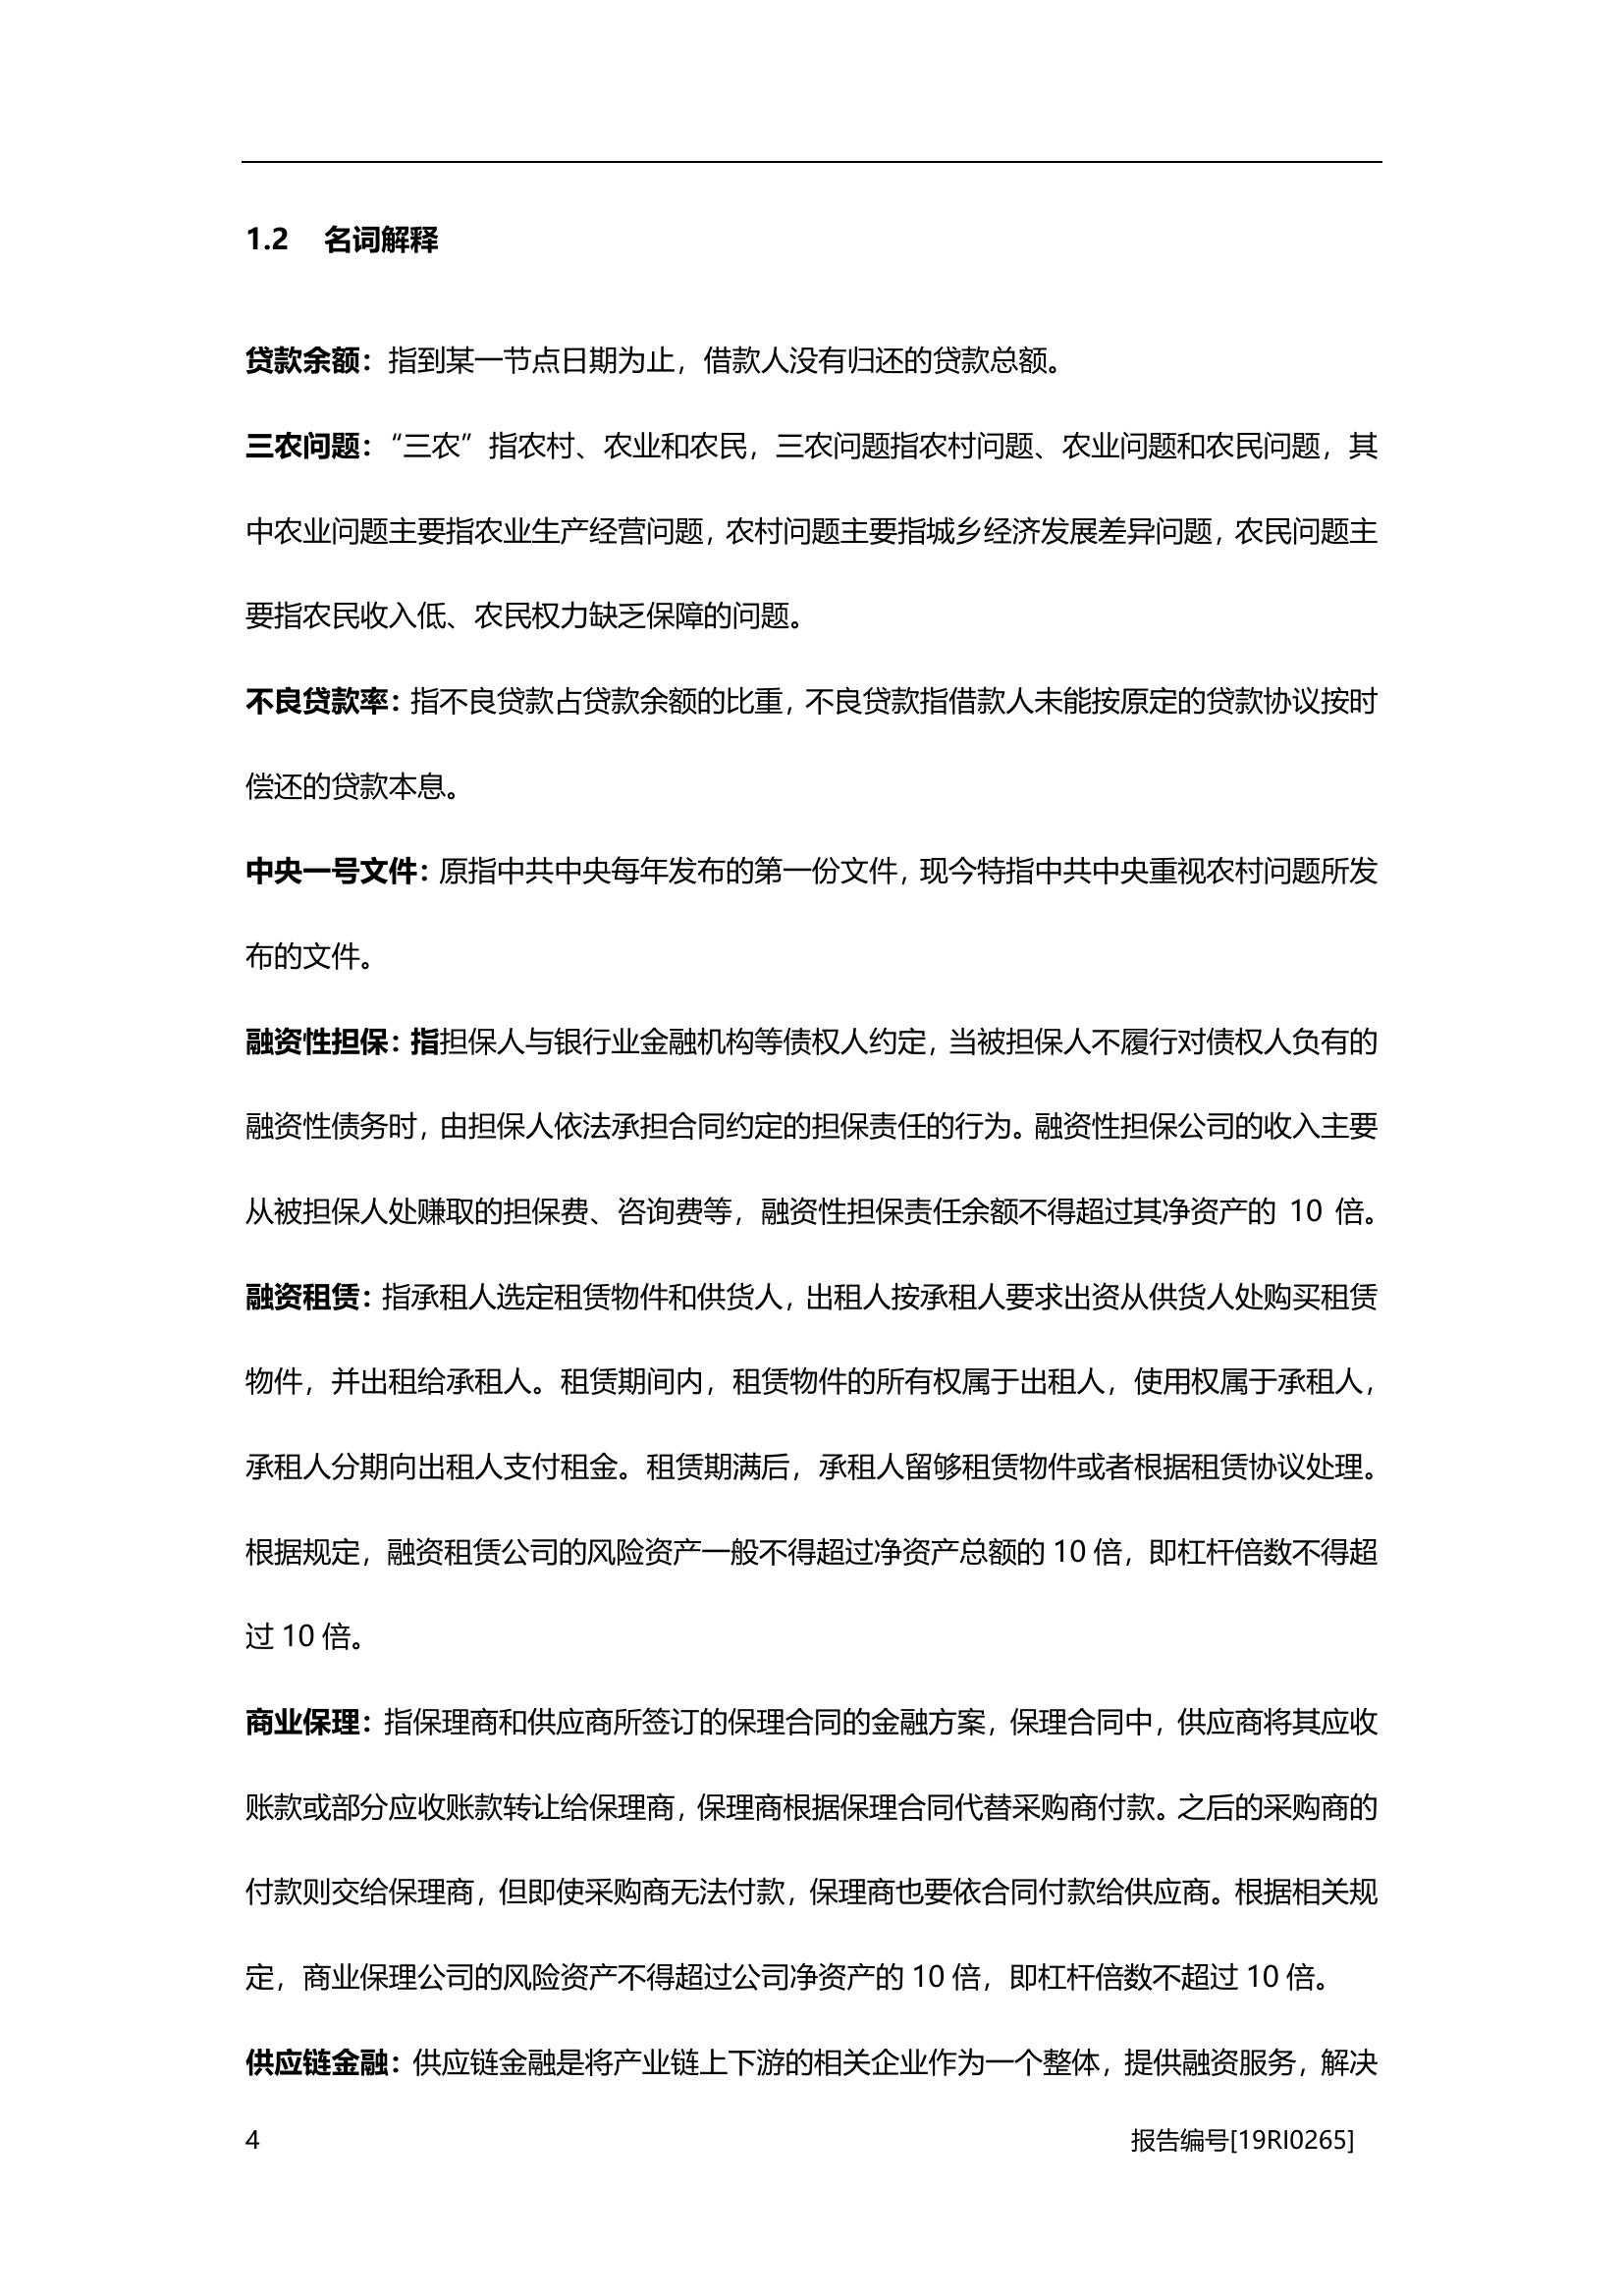 1.2 名词解释
贷款余额：指到某一节点日期为止，借款人没有归还的贷款总额。
三农问题：“三农”指农村、农业和农民，三农问题指农村问题、农业问题和农民问题，其
中农业问题主要指农业生产经营问题，农村问题主要指城乡经济发展差异问题，农民问题主
要指农民收入低、农民权力缺乏保障的问题。
不良贷款率：指不良贷款占贷款余额的比重，不良贷款指借款人未能按原定的贷款协议按时
偿还的贷款本息。
中央一号文件：原指中共中央每年发布的第一份文件，现今特指中共中央重视农村问题所发
布的文件。
融资性担保：指担保人与银行业金融机构等债权人约定，当被担保人不履行对债权人负有的
融资性债务时，由担保人依法承担合同约定的担保责任的行为。融资性担保公司的收入主要
从被担保人处赚取的担保费、咨询费等，融资性担保责任余额不得超过其净资产的 10 倍。
融资租赁：指承租人选定租赁物件和供货人，出租人按承租人要求出资从供货人处购买租赁
物件，并出租给承租人。租赁期间内，租赁物件的所有权属于出租人，使用权属于承租人，
承租人分期向出租人支付租金。租赁期满后，承租人留够租赁物件或者根据租赁协议处理。
根据规定，融资租赁公司的风险资产一般不得超过净资产总额的 10 倍，即杠杆倍数不得超
过 10 倍。
商业保理：指保理商和供应商所签订的保理合同的金融方案，保理合同中，供应商将其应收
账款或部分应收账款转让给保理商，保理商根据保理合同代替采购商付款。之后的采购商的
付款则交给保理商，但即使采购商无法付款，保理商也要依合同付款给供应商。根据相关规
定，商业保理公司的风险资产不得超过公司净资产的 10 倍，即杠杆倍数不超过 10 倍。
供应链金融：供应链金融是将产业链上下游的相关企业作为一个整体，提供融资服务，解决
4 报告编号[19RI0265]